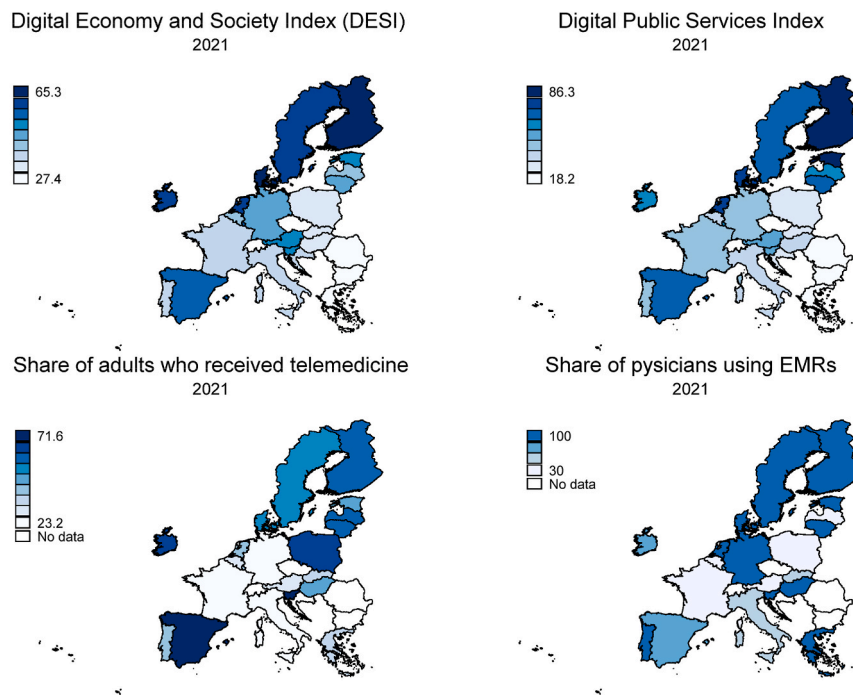 Digital Economy and Society Index (DESI)
2021
65.3
27.4
Digital Public Services Index
2021
86.3
18.2
Share of adults who received telemedicine
2021
71.6
23.2
No data
Share of pysicians using EMRs
2021
100
30
No data